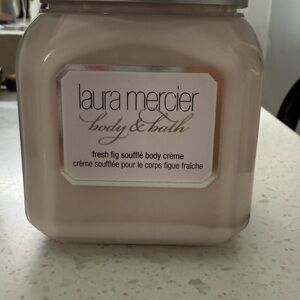 laura mercier
body & bath
fresh fig soufflé body crème
crème soufflée pour le corps figue fraîche